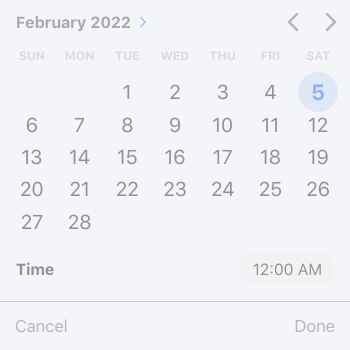 February 2022
SUN MON TUE WED THU FRI SAT
1 2 3 4 5
6 7 8 9 10 11 12
13 14 15 16 17 18 19
20 21 22 23 24 25 26
27 28
Time 12:00 AM
Cancel Done